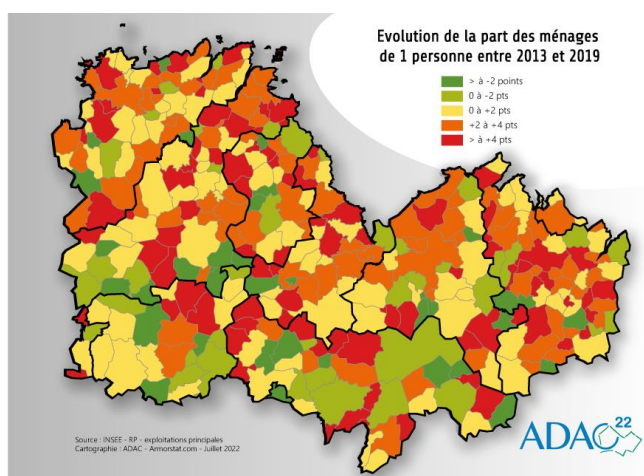 Evolution de la part des ménages
de 1 personne entre 2013 et 2019
> à -2 points
0 à -2 pts
0 à +2 pts
+2 à +4 pts
> à +4 pts
Source : INSEE - RP - exploitations principales
Cartographie : ADAC - Armorstat.com - Juillet 2022
ADAC 22